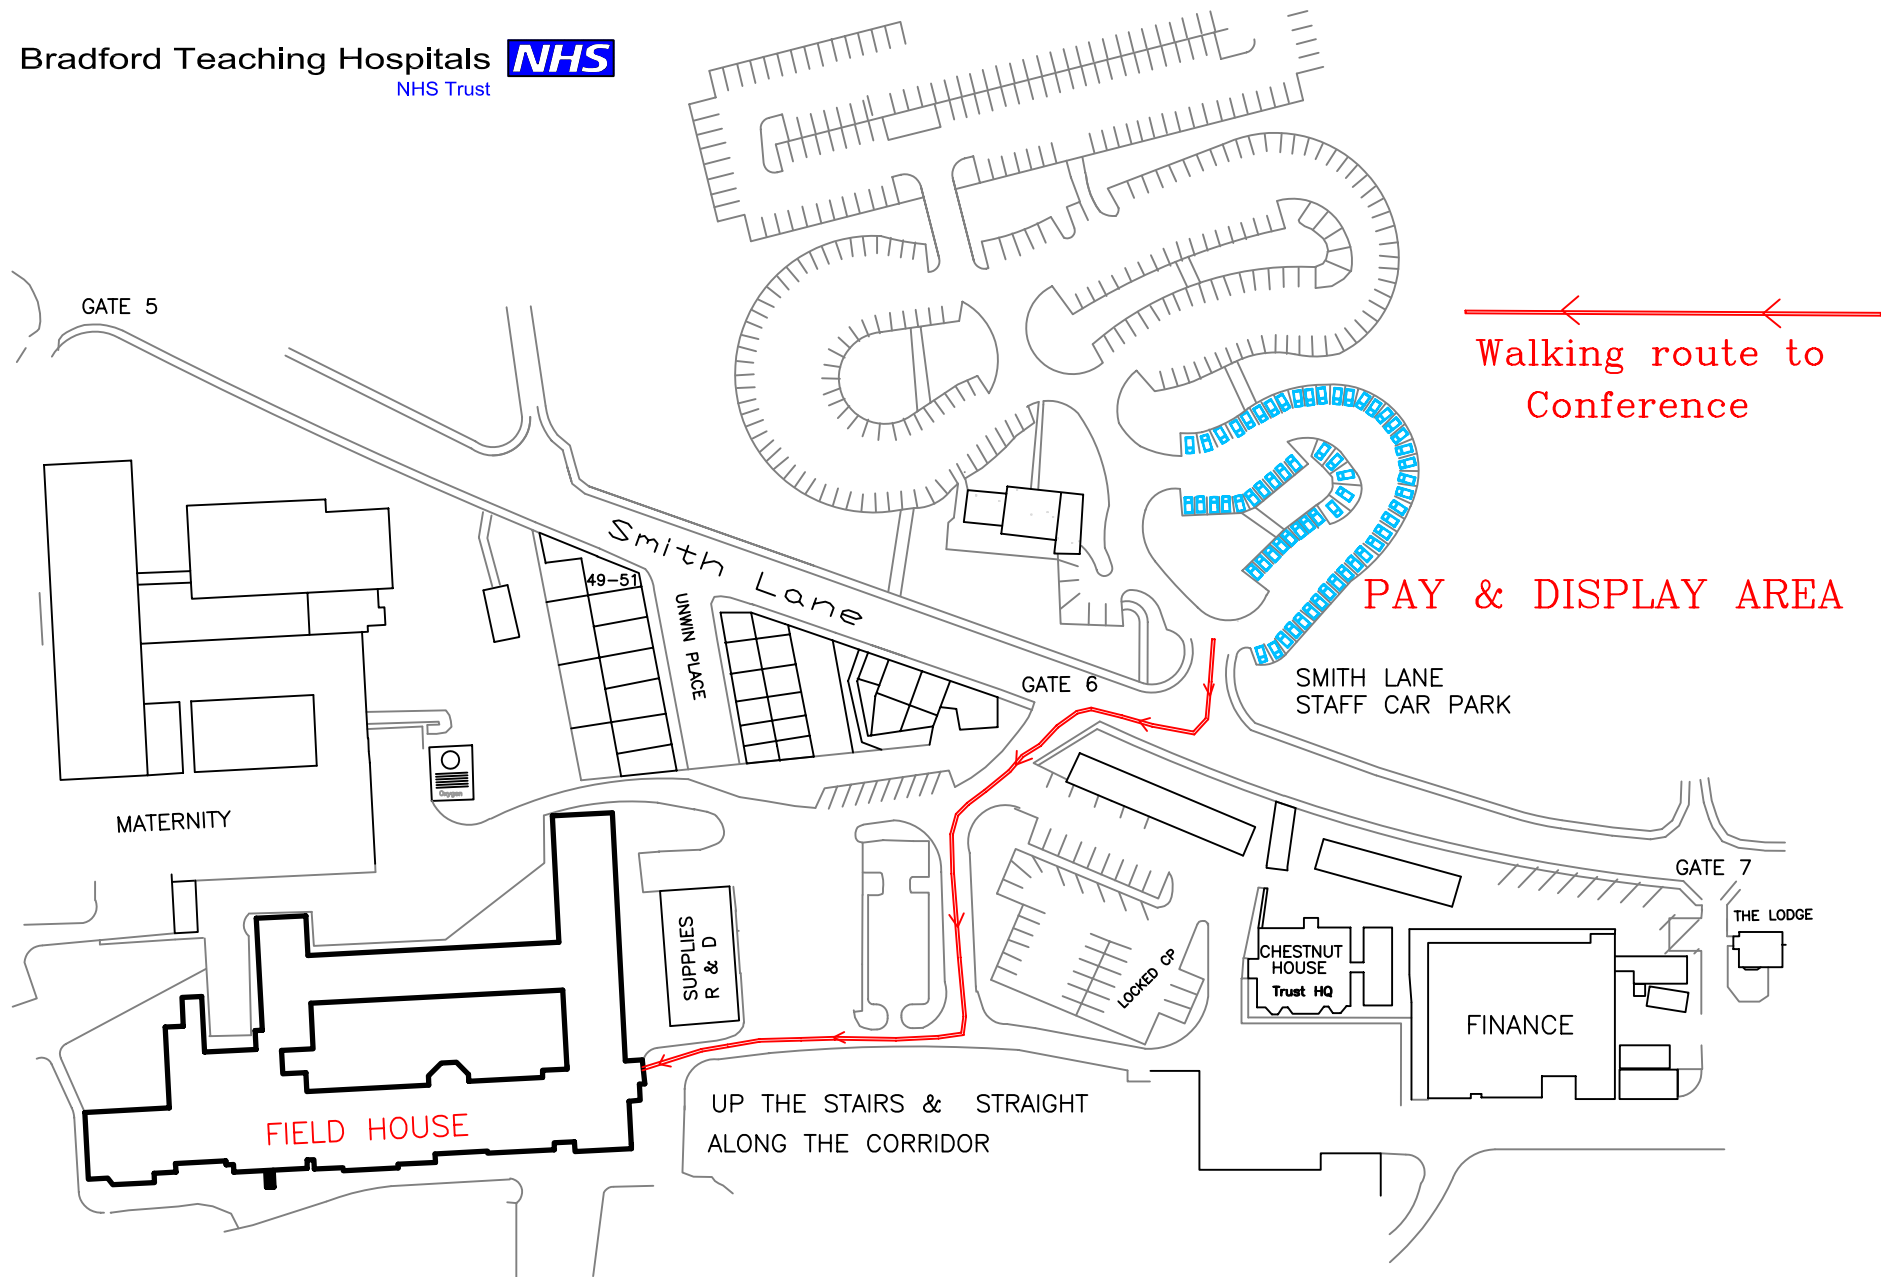 Bradford Teaching Hospitals NHS
NHS Trust
GATE 5
Walking route to
Conference
Smith Lane
49-51
UNWIN PLACE
PAY & DISPLAY AREA
GATE 6
SMITH LANE
STAFF CAR PARK
Oxygen
MATERNITY
GATE 7
THE LODGE
SUPPLIES
R & D
LOCKED CP
CHESTNUT
HOUSE
Trust HQ
FINANCE
FIELD HOUSE
UP THE STAIRS & STRAIGHT
ALONG THE CORRIDOR